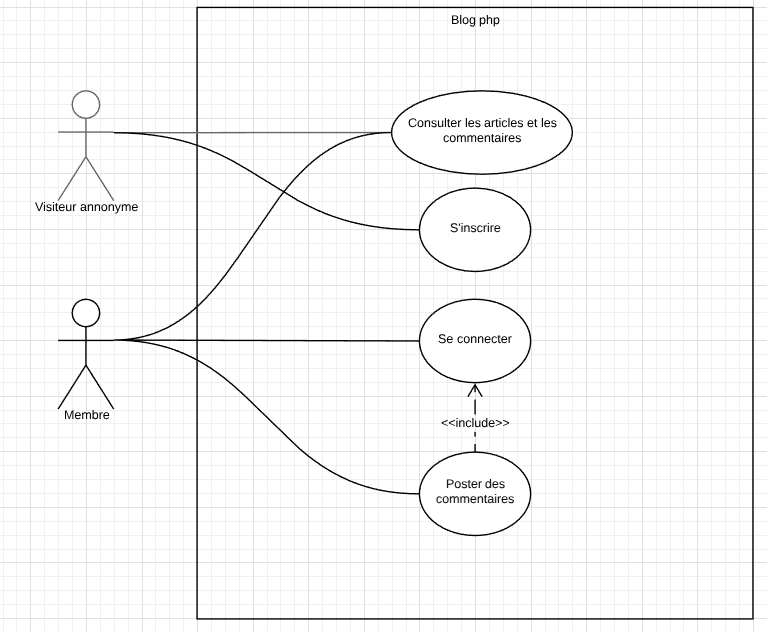 Blog php
Consulter les articles et les
commentaires
Visiteur annonyme
S'inscrire
Se connecter
Membre
<<include>>
Poster des
commentaires